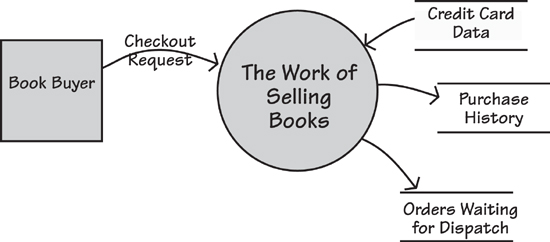 Book Buyer
Checkout
Request
The Work of
Selling
Books
Credit Card
Data
Purchase
History
Orders Waiting
for Dispatch